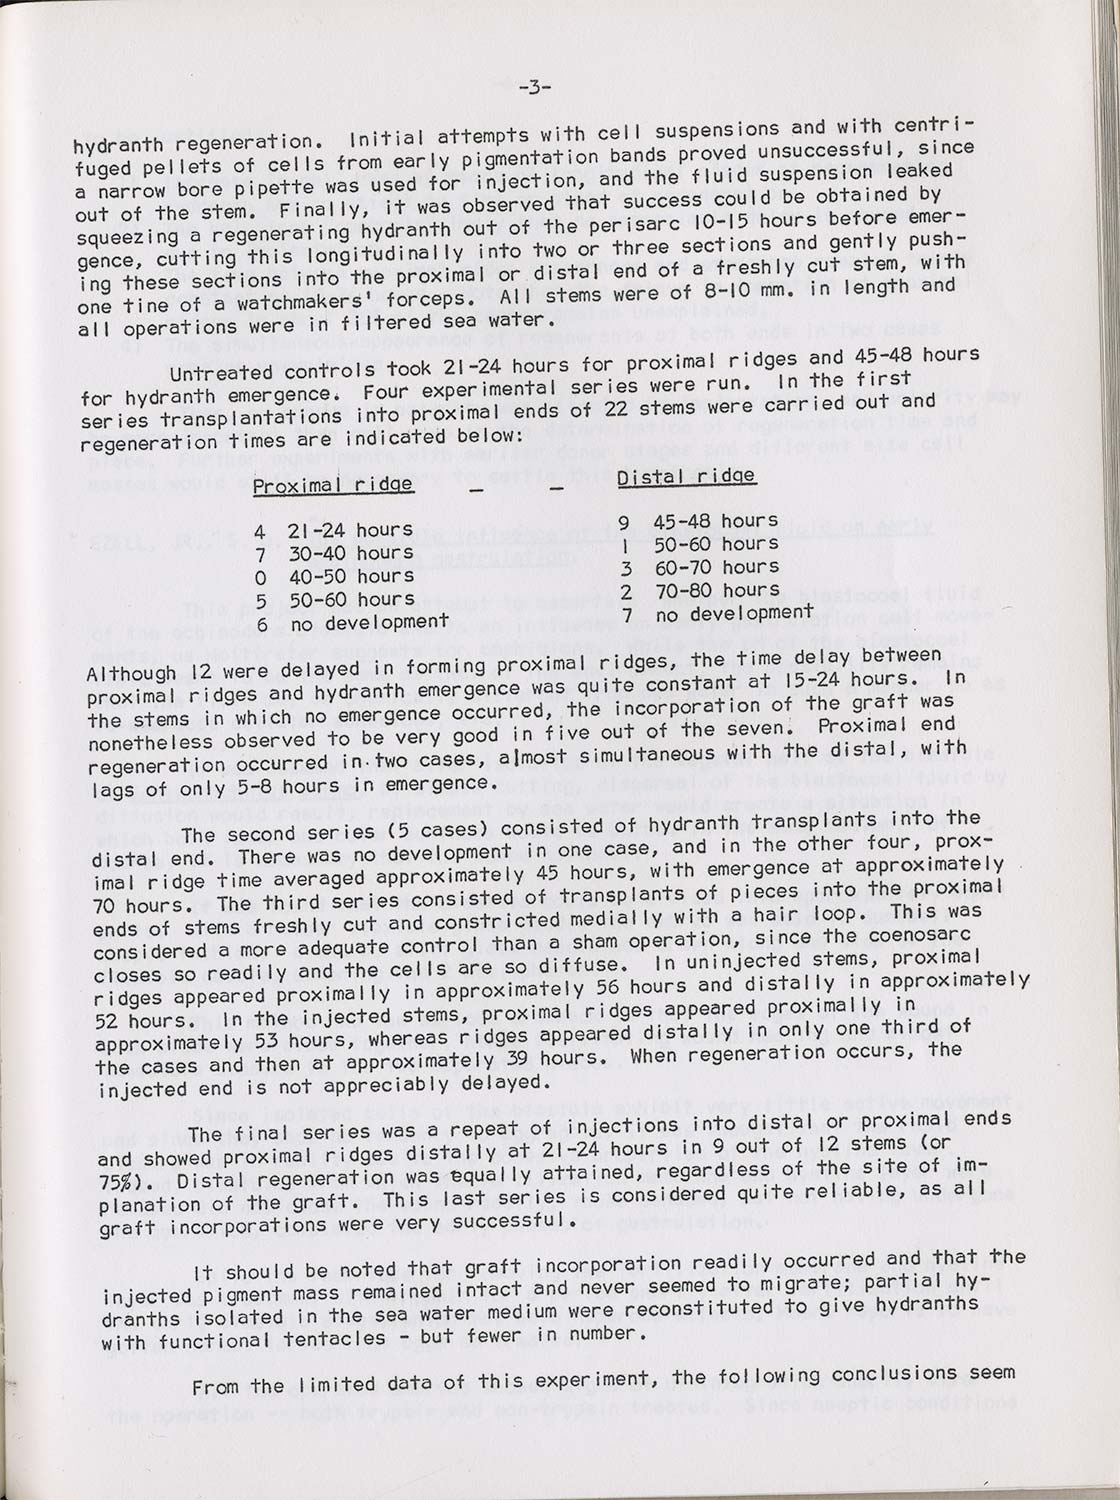 -3-
hydranth regeneration. Initial attempts with cell suspensions and with centri-
fuged pellets of cells from early pigmentation bands proved unsuccessful, since
a narrow bore pipette was used for injection, and the fluid suspension leaked
out of the stem. Finally, it was observed that success could be obtained by
squeezing a regenerating hydranth out of the perisarc 10-15 hours before emer-
gence, cutting this longitudinally into two or three sections and gently push-
ing these sections into the proximal or distal end of a freshly cut stem, with
one tine of a watchmakers' forceps. All stems were of 8-10 mm. in length and
all operations were in filtered sea water.
Untreated controls took 21-24 hours for proximal ridges and 45-48 hours
for hydranth emergence. Four experimental series were run. In the first
series transplantations into proximal ends of 22 stems were carried out and
regeneration times are indicated below:
Proximal ridge _ _ Distal ridge
4 21-24 hours 9 45-48 hours
7 30-40 hours 1 50-60 hours
0 40-50 hours 3 60-70 hours
5 50-60 hours 2 70-80 hours
6 no development 7 no development
Although 12 were delayed in forming proximal ridges, the time delay between
proximal ridges and hydranth emergence was quite constant at 15-24 hours. In
the stems in which no emergence occurred, the incorporation of the graft was
nonetheless observed to be very good in five out of the seven. Proximal end
regeneration occurred in two cases, almost simultaneous with the distal, with
lags of only 5-8 hours in emergence.
The second series (5 cases) consisted of hydranth transplants into the
distal end. There was no development in one case, and in the other four, prox-
imal ridge time averaged approximately 45 hours, with emergence at approximately
70 hours. The third series consisted of transplants of pieces into the proximal
ends of stems freshly cut and constricted medially with a hair loop. This was
considered a more adequate control than a sham operation, since the coenosarc
closes so readily and the cells are so diffuse. In uninjected stems, proximal
ridges appeared proximally in approximately 56 hours and distally in approximately
52 hours. In the injected stems, proximal ridges appeared proximally in
approximately 53 hours, whereas ridges appeared distally in only one third of
the cases and then at approximately 39 hours. When regeneration occurs, the
injected end is not appreciably delayed.
The final series was a repeat of injections into distal or proximal ends
and showed proximal ridges distally at 21-24 hours in 9 out of 12 stems (or
75%). Distal regeneration was equally attained, regardless of the site of im-
planation of the graft. This last series is considered quite reliable, as all
graft incorporations were very successful.
It should be noted that graft incorporation readily occurred and that the
injected pigment mass remained intact and never seemed to migrate; partial hy-
dranths isolated in the sea water medium were reconstituted to give hydranths
with functional tentacles - but fewer in number.
From the limited data of this experiment, the following conclusions seem